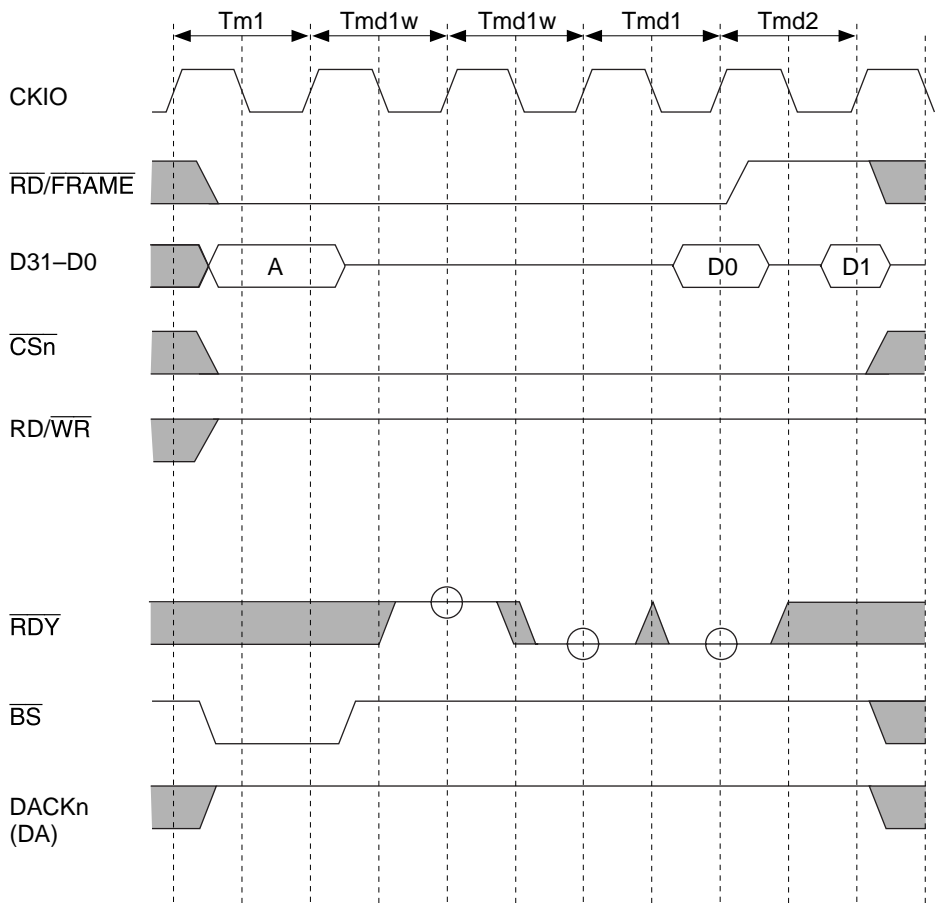 Tm1 Tmd1w Tmd1w Tmd1 Tmd2
CKIO
RD/FRAME
D31–D0 A D0 D1
CSn
RD/WR
RDY
BS
DACKn
(DA)